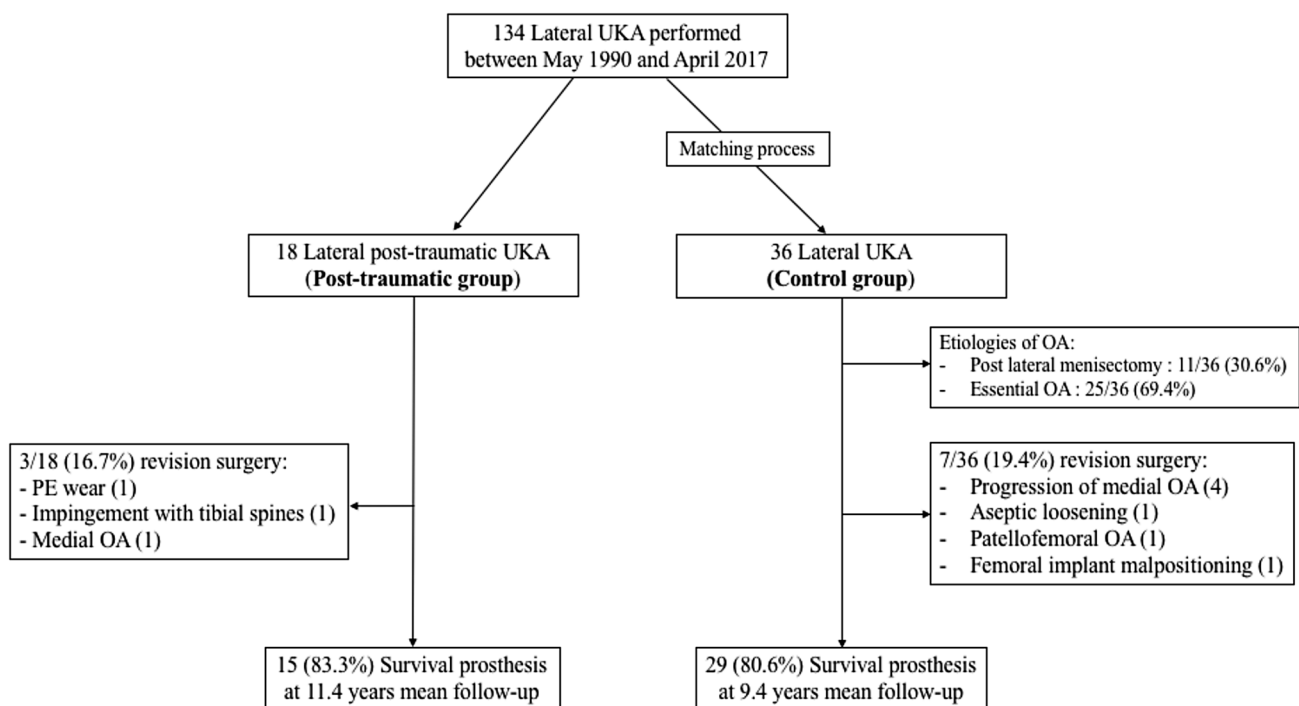 134 Lateral UKA performed
between May 1990 and April 2017
Matching process
18 Lateral post-traumatic UKA
(Post-traumatic group)
36 Lateral UKA
(Control group)
Etiologies of OA:
- Post lateral menisectomy : 11/36 (30.6%)
- Essential OA : 25/36 (69.4%)
3/18 (16.7%) revision surgery:
- PE wear (1)
- Impingement with tibial spines (1)
- Medial OA (1)
7/36 (19.4%) revision surgery:
- Progression of medial OA (4)
- Aseptic loosening (1)
- Patellofemoral OA (1)
- Femoral implant malpositioning (1)
15 (83.3%) Survival prosthesis
at 11.4 years mean follow-up
29 (80.6%) Survival prosthesis
at 9.4 years mean follow-up